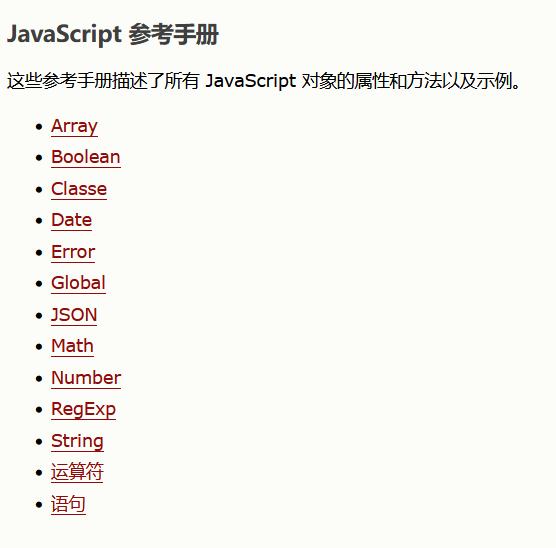 JavaScript 参考手册
这些参考手册描述了所有 JavaScript 对象的属性和方法以及示例。
Array
Boolean
Classe
Date
Error
Global
JSON
Math
Number
RegExp
String
运算符
语句